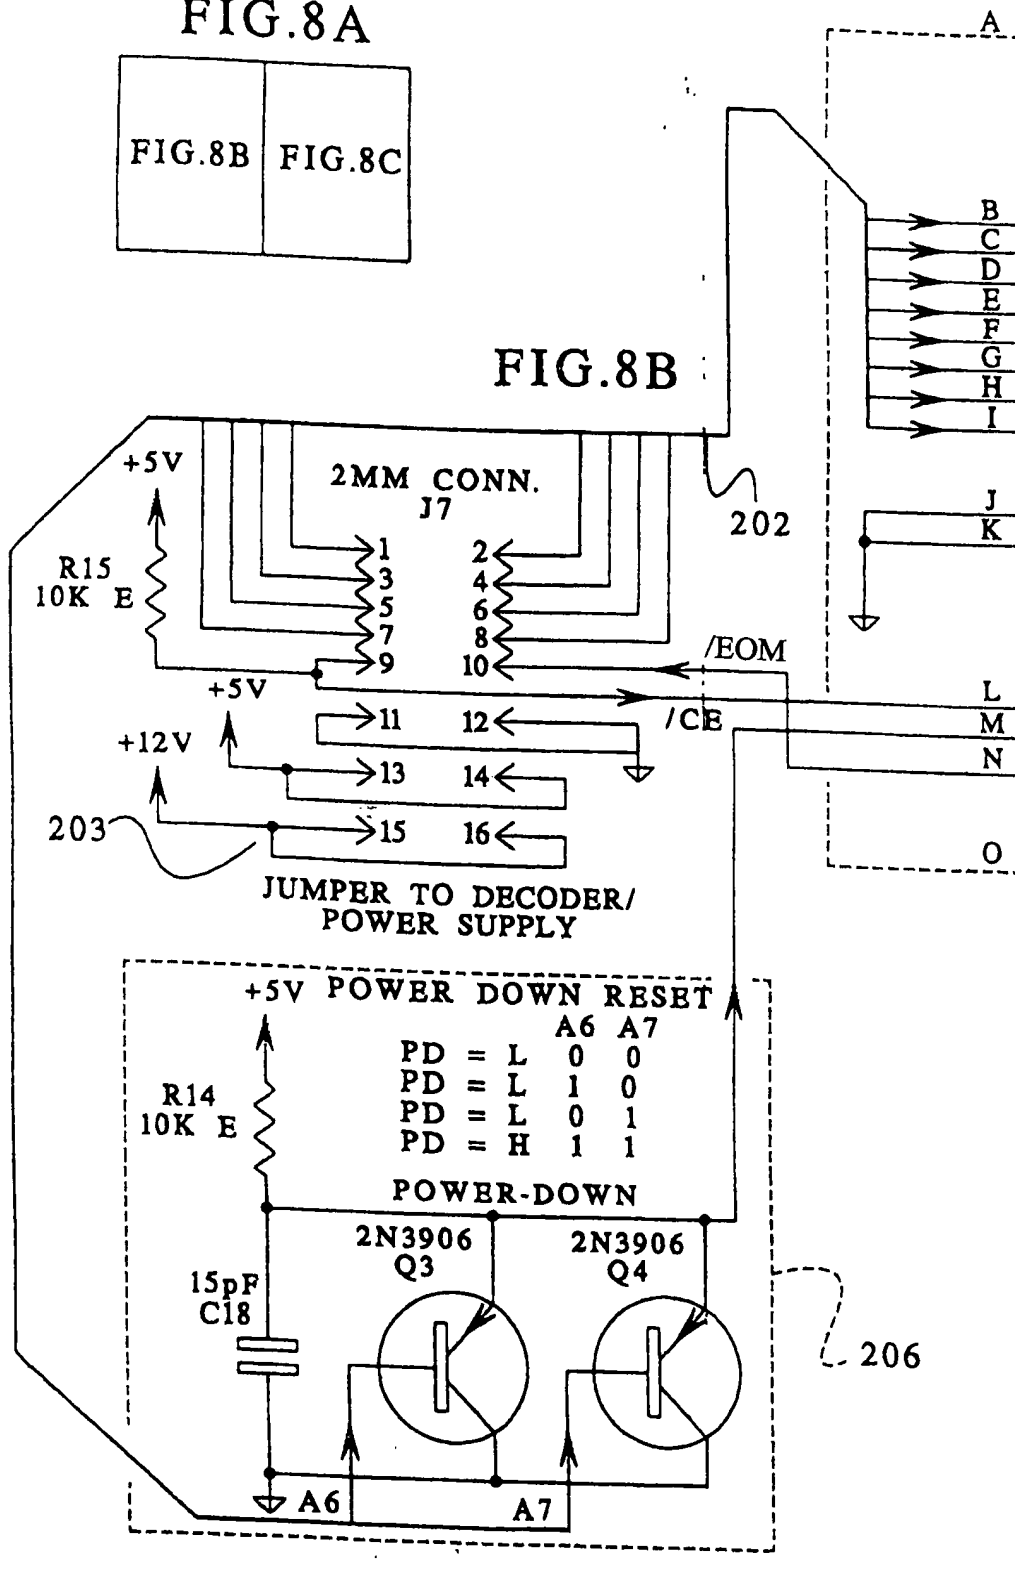 FIG.8A
FIG.8B FIG.8C
A
B
C
D
E
F
G
H
I
FIG.8B
+5V
2MM CONN.
J7
202
J
K
R15
10K E
1 2
3 4
5 6
7 8
9 10
/EOM
+5V
/CE
L
M
N
11 12
+12V
13 14
203
15 16
O
JUMPER TO DECODER/
POWER SUPPLY
+5V POWER DOWN RESET
A6 A7
PD = L 0 0
PD = L 1 0
PD = L 0 1
PD = H 1 1
R14
10K E
POWER-DOWN
2N3906
Q3
2N3906
Q4
15pF
C18
206
A6
A7